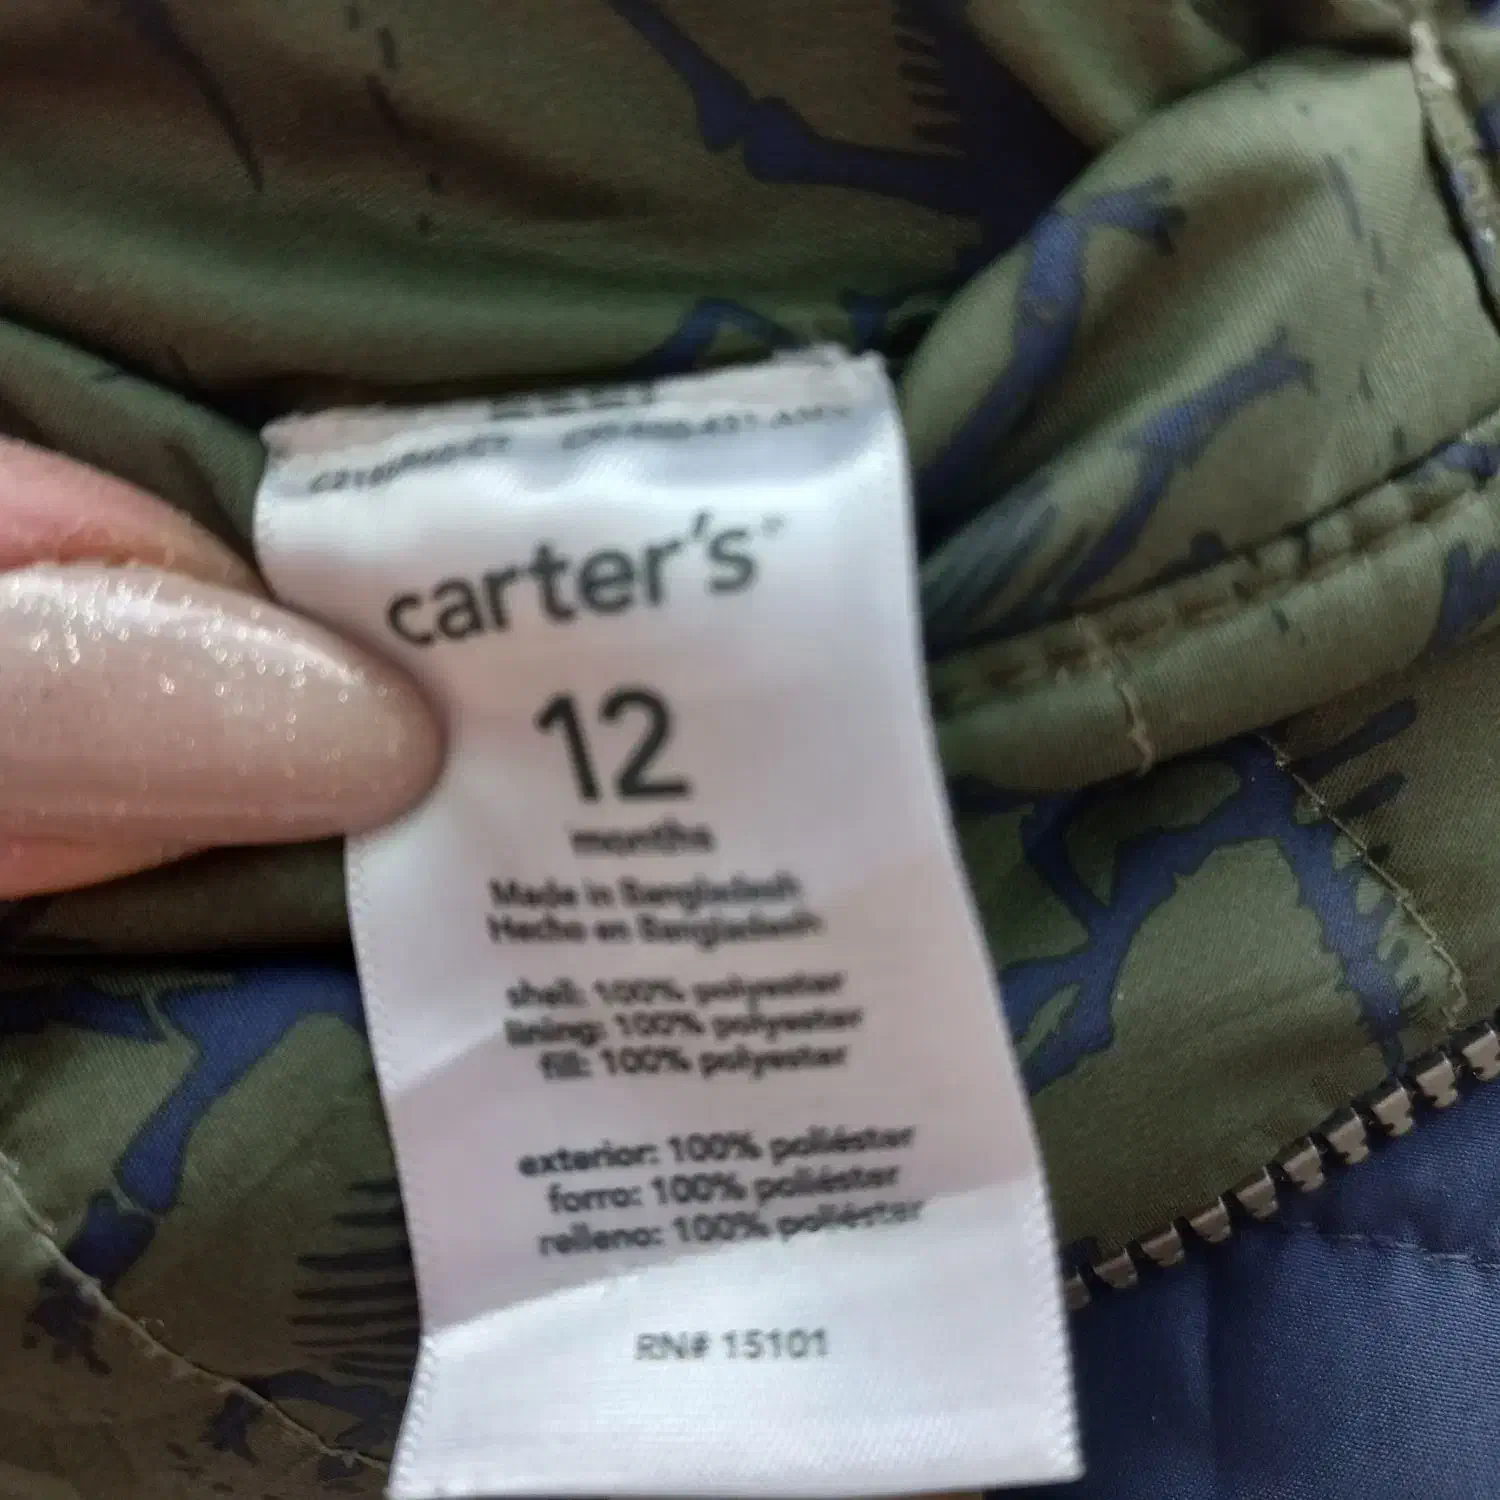 carter's
12
months
Made in Bangladesh
Hecho en Bangladesh
shell: 100% polyester
lining: 100% polyester
fill: 100% polyester
exterior: 100% poliéster
forro: 100% poliéster
relleno: 100% poliéster
RN# 15101